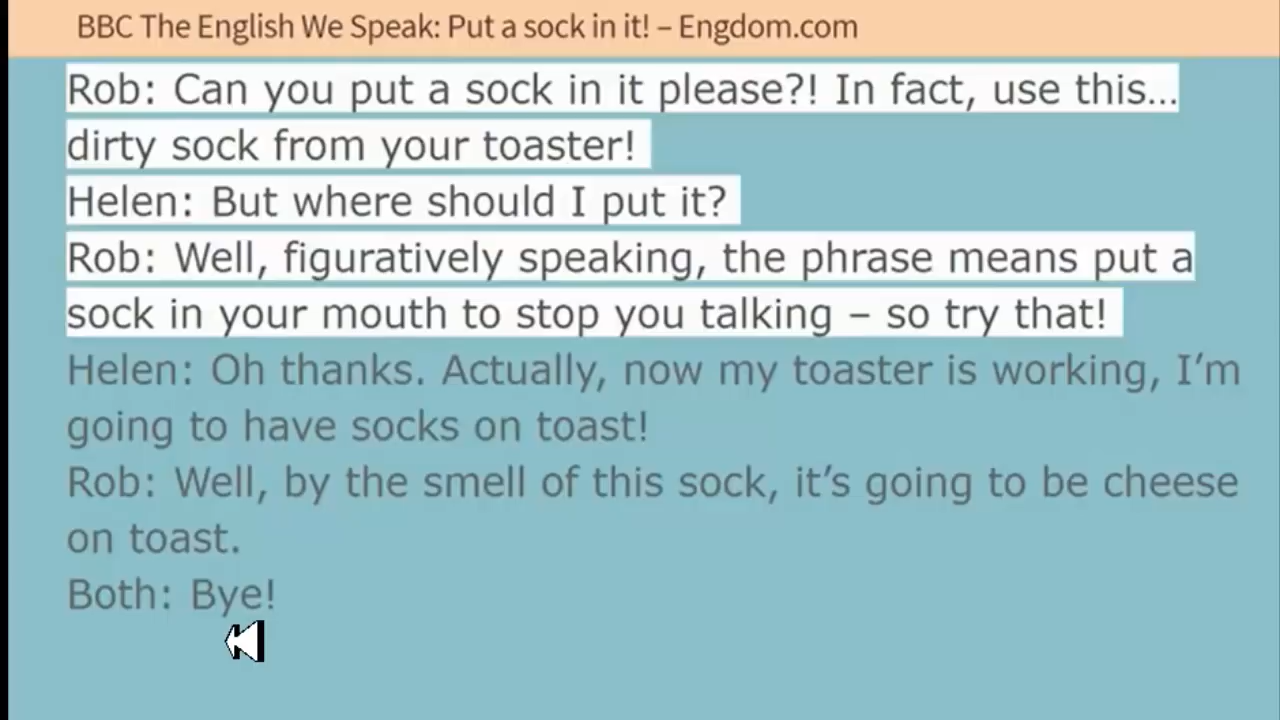 BBC The English We Speak: Put a sock in it! – Engdom.com
Rob: Can you put a sock in it please?! In fact, use this...
dirty sock from your toaster!
Helen: But where should I put it?
Rob: Well, figuratively speaking, the phrase means put a
sock in your mouth to stop you talking – so try that!
Helen: Oh thanks. Actually, now my toaster is working, I’m
going to have socks on toast!
Rob: Well, by the smell of this sock, it’s going to be cheese
on toast.
Both: Bye!